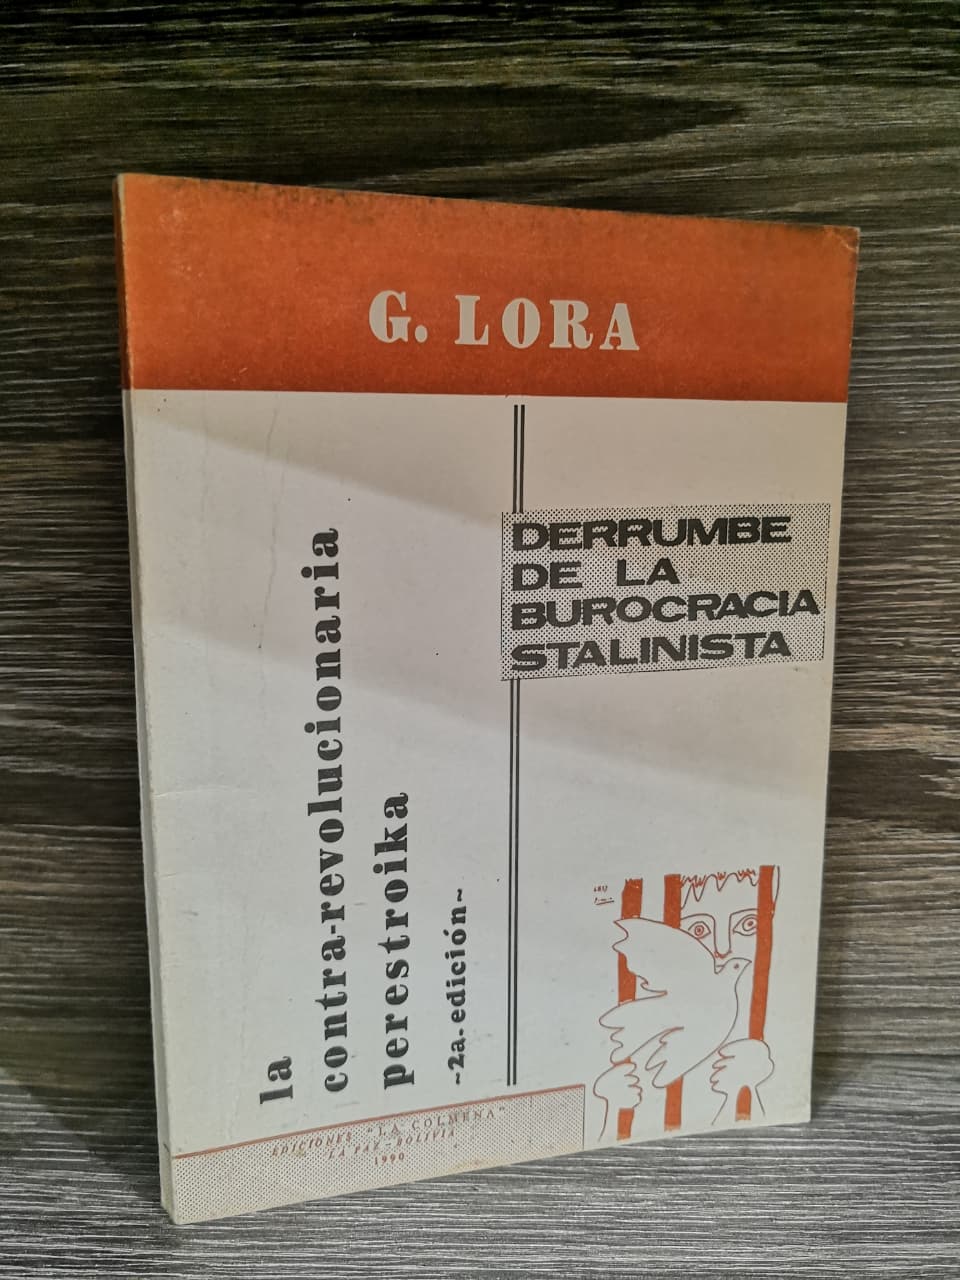 G. LORA
DERRUMBE
DE LA
BUROCRACIA
STALINISTA
la
contra-revolucionaria
perestroika
~2a. edición~
EDICIONES "LA COLMENA"
LA PAZ - BOLIVIA
1990